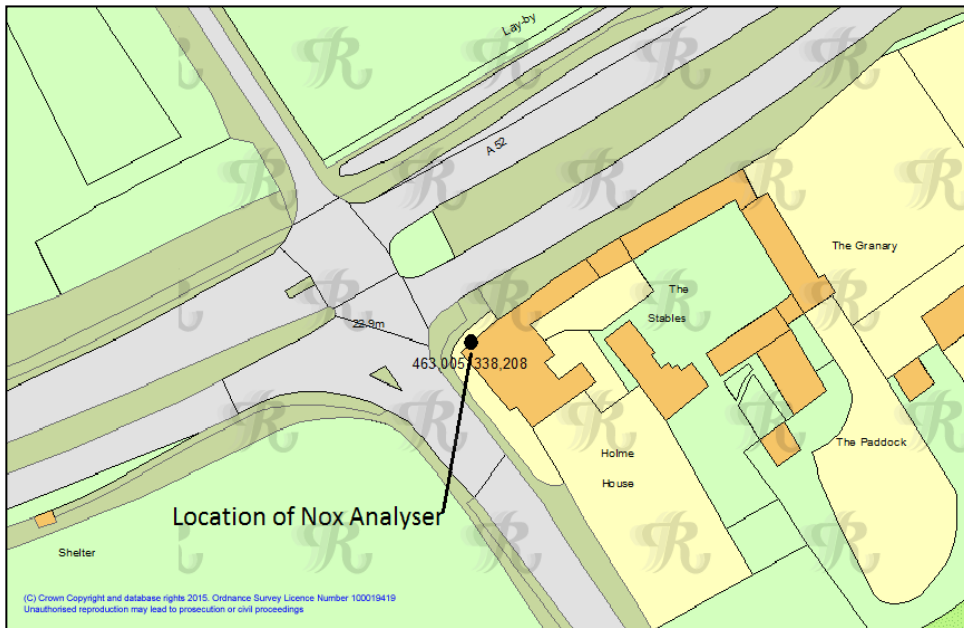 Lay-by
A 52
The Granary
The
Stables
22.9m
463,005 338,208
The Paddock
Holme
House
Location of Nox Analyser
Shelter
(C) Crown Copyright and database rights 2015. Ordnance Survey Licence Number 100019419
Unauthorised reproduction may lead to prosecution or civil proceedings